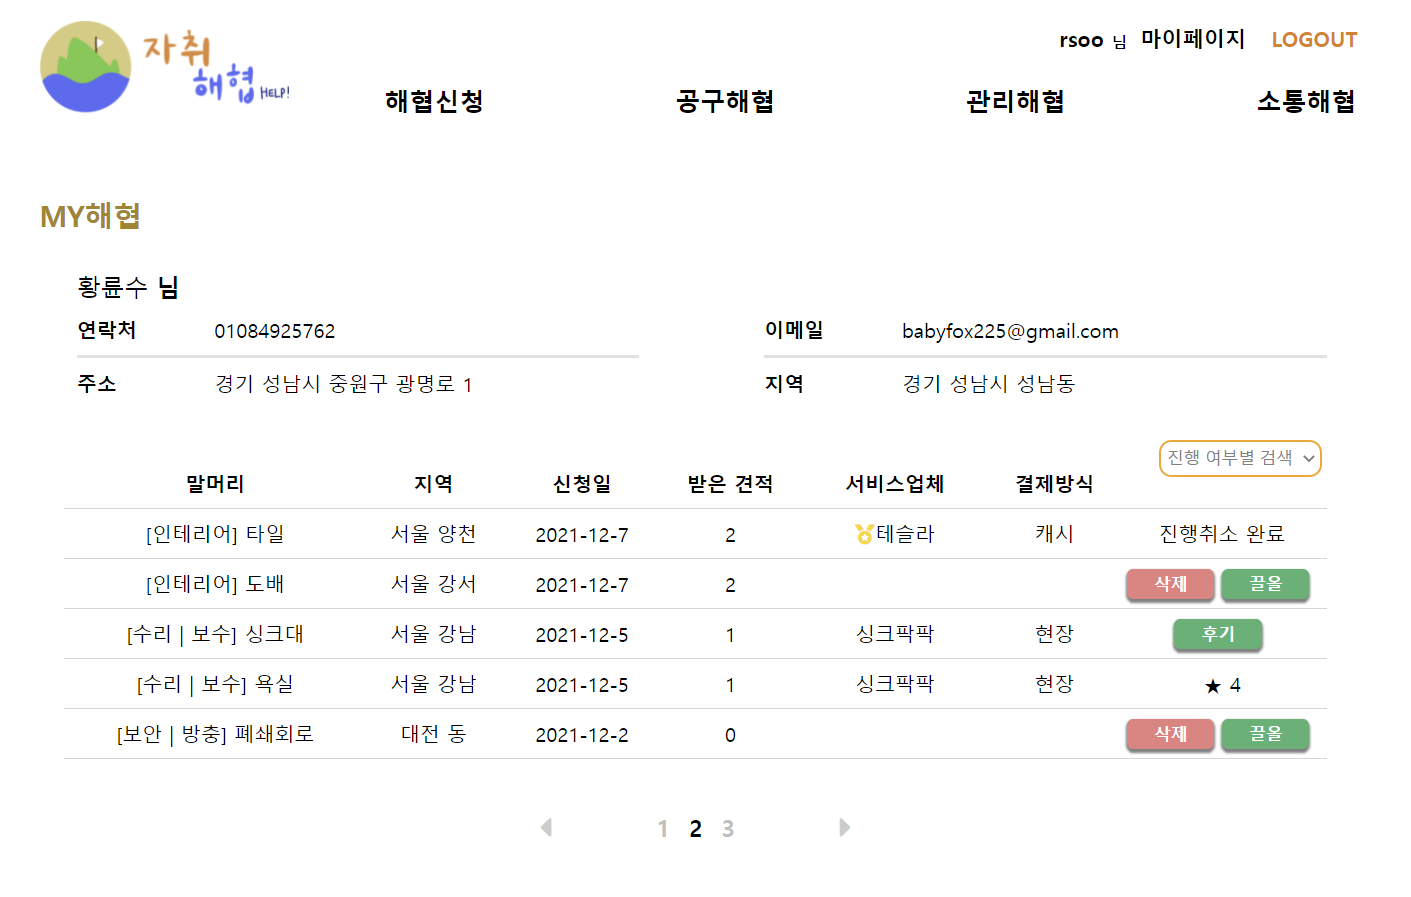 자취
해협 HELP!
rsoo 님 마이페이지 LOGOUT
해협신청 공구해협 관리해협 소통해협
MY해협
황륜수 님
연락처 01084925762 이메일 babyfox225@gmail.com
주소 경기 성남시 중원구 광명로 1 지역 경기 성남시 성남동
진행 여부별 검색
말머리 지역 신청일 받은 견적 서비스업체 결제방식
[인테리어] 타일 서울 양천 2021-12-7 2 테슬라 캐시 진행취소 완료
[인테리어] 도배 서울 강서 2021-12-7 2 삭제 끌올
[수리 | 보수] 싱크대 서울 강남 2021-12-5 1 싱크팍팍 현장 후기
[수리 | 보수] 욕실 서울 강남 2021-12-5 1 싱크팍팍 현장 ★ 4
[보안 | 방충] 폐쇄회로 대전 동 2021-12-2 0 삭제 끌올
1 2 3